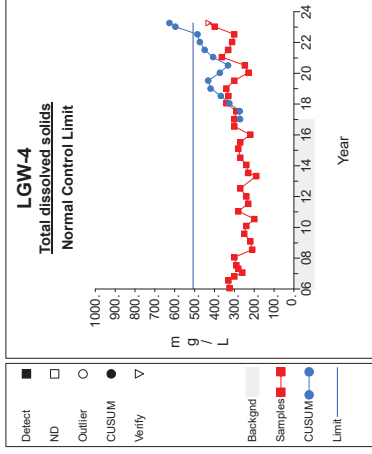 LGW-4
Total dissolved solids
Normal Control Limit
1000.
900.
800.
700.
600.
500.
400.
300.
200.
100.
0.
m
g
/
L
06
08
10
12
14
16
18
20
22
24
Year
Detect
ND
Outlier
CUSUM
Verify
Backgnd
Samples
CUSUM
Limit